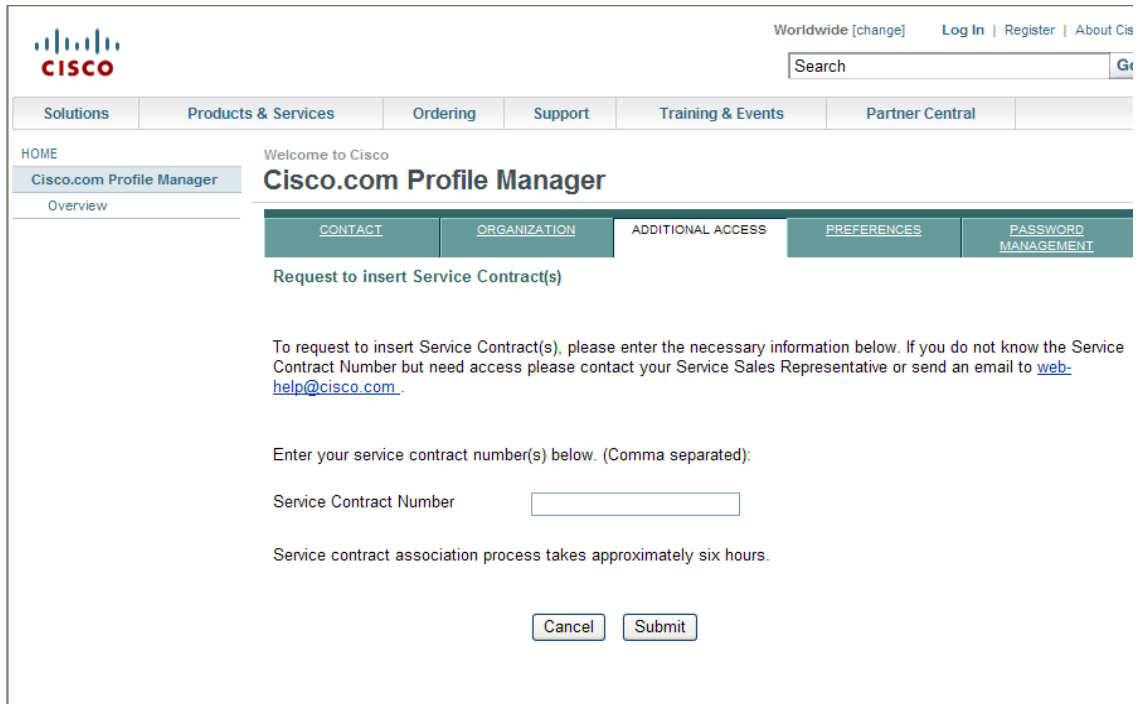 Worldwide [change] Log In | Register | About
CISCO
Search
Solutions Products & Services Ordering Support Training & Events Partner Central
HOME
Cisco.com Profile Manager
Overview
Welcome to Cisco
Cisco.com Profile Manager
CONTACT ORGANIZATION ADDITIONAL ACCESS PREFERENCES PASSWORD
MANAGEMENT
Request to insert Service Contract(s)
To request to insert Service Contract(s), please enter the necessary information below. If you do not know the Service
Contract Number but need access please contact your Service Sales Representative or send an email to web-
help@cisco.com .
Enter your service contract number(s) below. (Comma separated):
Service Contract Number
Service contract association process takes approximately six hours.
Cancel Submit